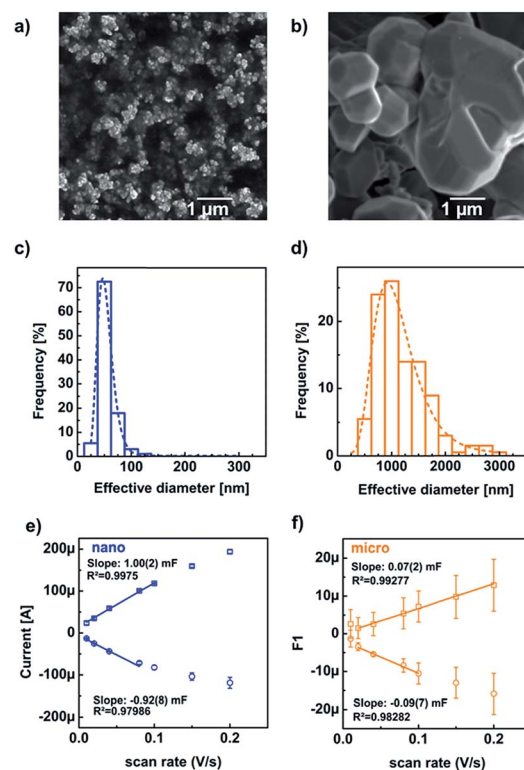 a)
b)
1 µm
1 µm
c)
d)
70
60
50
40
30
20
10
0
Frequency [%]
0 100 200 300
Effective diameter [nm]
20
10
0
Frequency [%]
0 1000 2000 3000
Effective diameter [nm]
e)
f)
200µ
100µ
0
-100µ
-200µ
Current [A]
nano
Slope: 1.00(2) mF
R²=0.9975
Slope: -0.92(8) mF
R²=0.97986
0.0 0.1 0.2
scan rate (V/s)
20µ
10µ
0
-10µ
-20µ
F1
micro
Slope: 0.07(2) mF
R²=0.99277
Slope: -0.09(7) mF
R²=0.98282
0.0 0.1 0.2
scan rate (V/s)